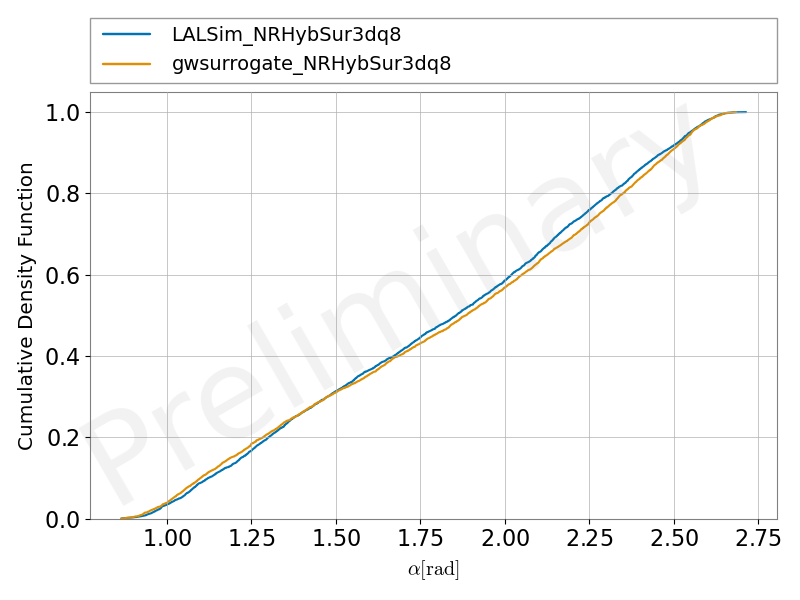 LALSim_NRHybSur3dq8
gwsurrogate_NRHybSur3dq8
Preliminary
Cumulative Density Function
1.0
0.8
0.6
0.4
0.2
0.0
1.00 1.25 1.50 1.75 2.00 2.25 2.50 2.75
α[rad]